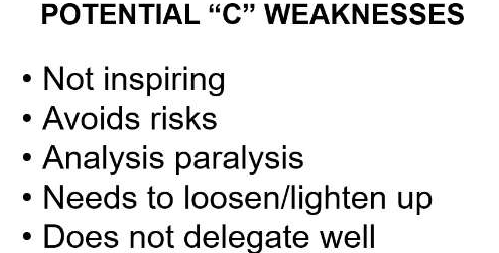 POTENTIAL “C” WEAKNESSES
• Not inspiring
• Avoids risks
• Analysis paralysis
• Needs to loosen/lighten up
• Does not delegate well